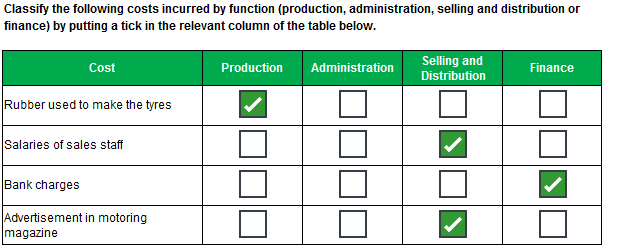 Classify the following costs incurred by function (production, administration, selling and distribution or
finance) by putting a tick in the relevant column of the table below.
Cost Production Administration Selling and Distribution Finance
Rubber used to make the tyres
Salaries of sales staff
Bank charges
Advertisement in motoring
magazine